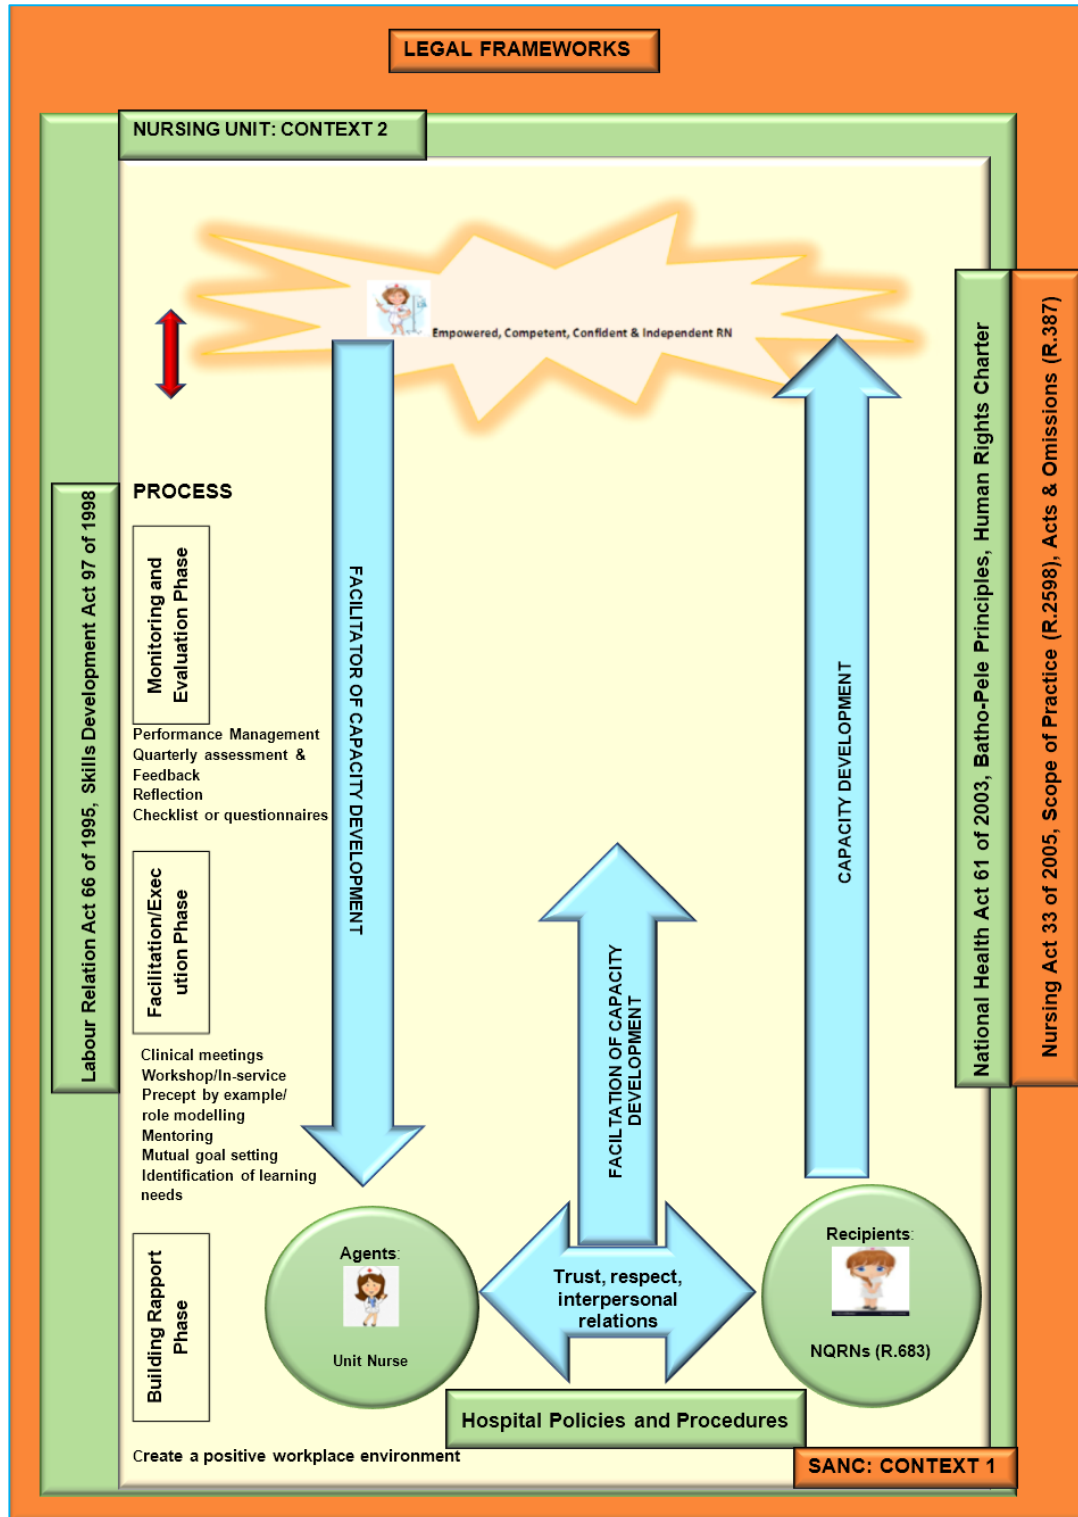 LEGAL FRAMEWORKS
NURSING UNIT: CONTEXT 2
Empowered, Competent, Confident & Independent RN
PROCESS
Monitoring and
Evaluation Phase
Performance Management
Quarterly assessment &
Feedback
Reflection
Checklist or questionnaires
Facilitation/Exec
ution Phase
Clinical meetings
Workshop/In-service
Precept by example/
role modelling
Mentoring
Mutual goal setting
Identification of learning
needs
Building Rapport
Phase
Create a positive workplace environment
Labour Relation Act 66 of 1995, Skills Development Act 97 of 1998
FACILITATOR OF CAPACITY DEVELOPMENT
FACILTATION OF CAPACITY
DEVELOPMENT
CAPACITY DEVELOPMENT
Agents:
Unit Nurse
Trust, respect,
interpersonal
relations
Recipients:
NQRNs (R.683)
Hospital Policies and Procedures
SANC: CONTEXT 1
National Health Act 61 of 2003, Batho-Pele Principles, Human Rights Charter
Nursing Act 33 of 2005, Scope of Practice (R.2598), Acts & Omissions (R.387)